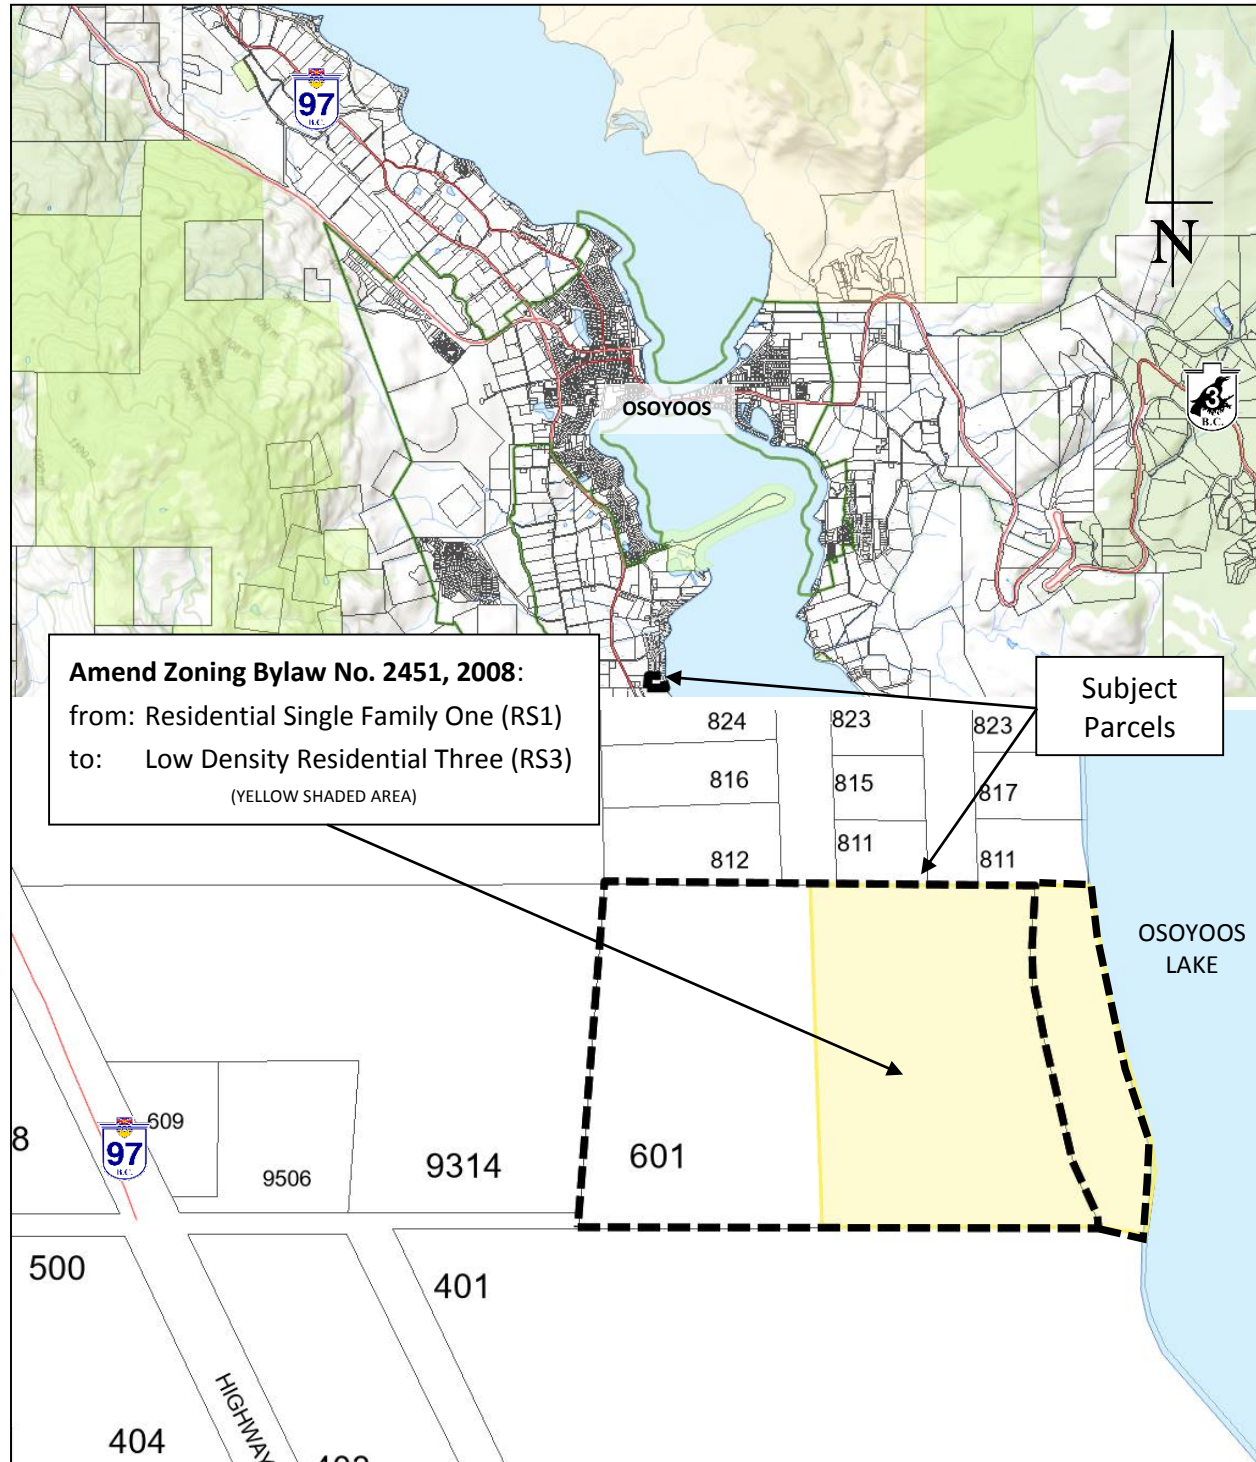 97
B.C.
N
3
B.C.
OSOYOOS
Amend Zoning Bylaw No. 2451, 2008:
from: Residential Single Family One (RS1)
to: Low Density Residential Three (RS3)
(YELLOW SHADED AREA)
Subject
Parcels
824
823
823
816
815
817
812
811
811
OSOYOOS
LAKE
609
8
97
B.C.
9506
9314
601
500
401
HIGHWAY
404